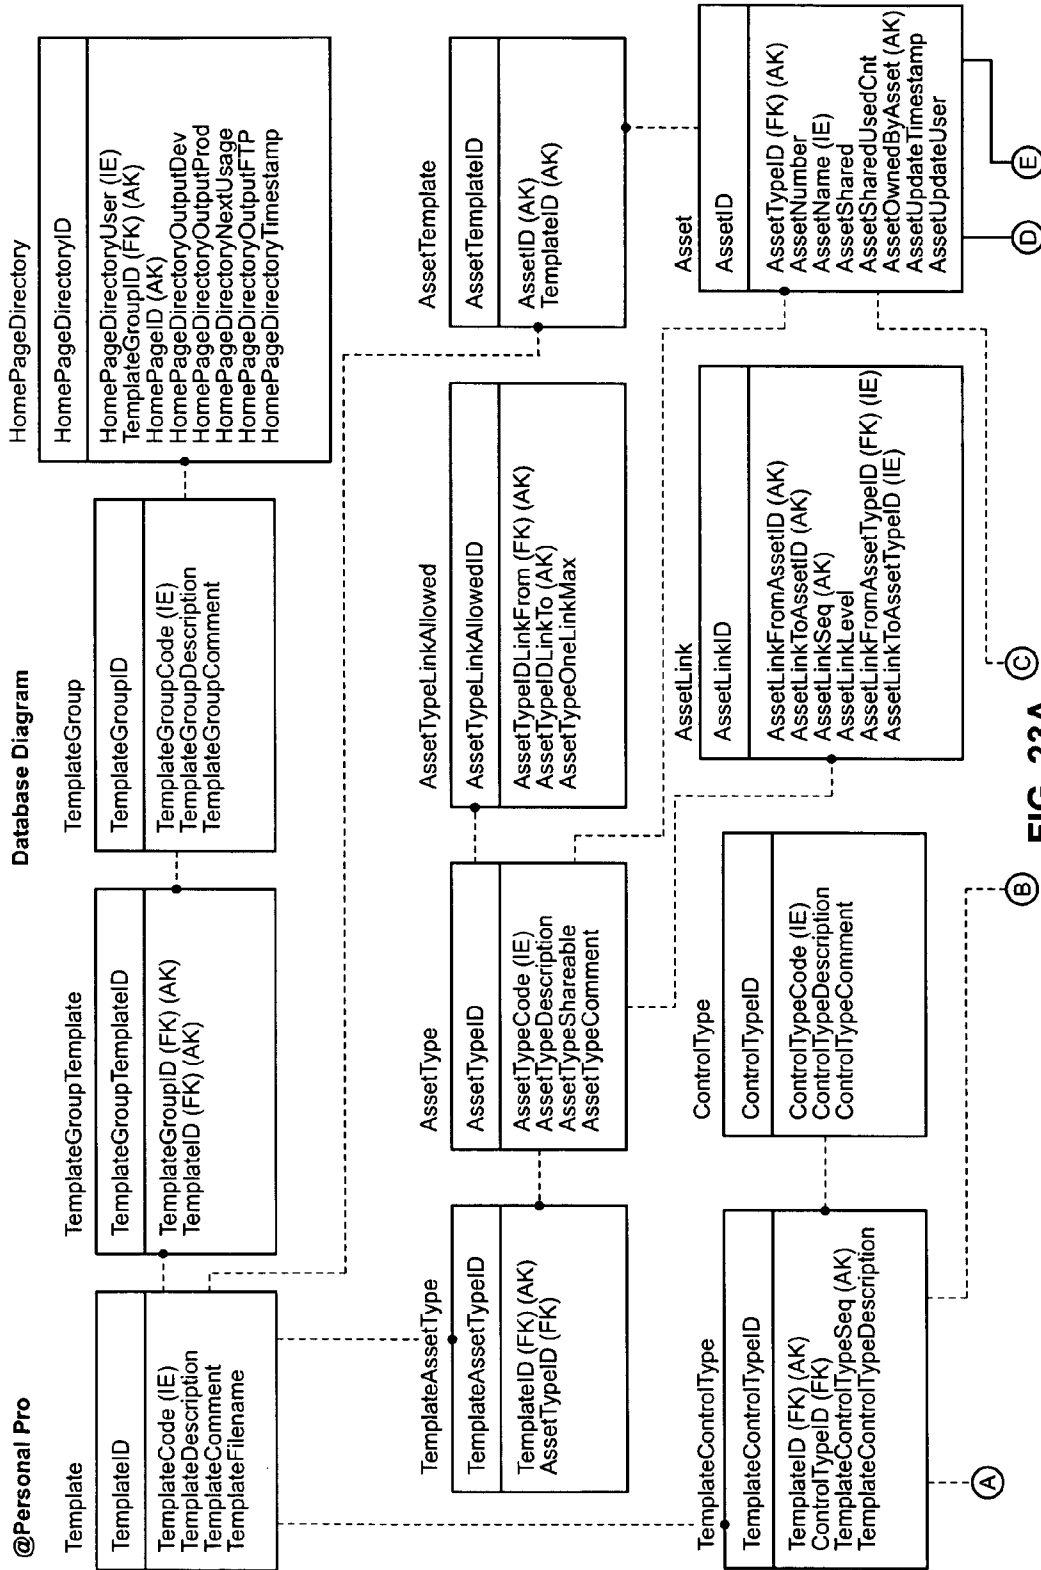 @Personal Pro
Database Diagram
Template
TemplateID
TemplateCode (IE)
TemplateDescription
TemplateComment
TemplateFilename
TemplateGroupTemplate
TemplateGroupTemplateID
TemplateGroupID (FK) (AK)
TemplateID (FK) (AK)
TemplateGroup
TemplateGroupID
TemplateGroupCode (IE)
TemplateGroupDescription
TemplateGroupComment
HomePageDirectory
HomePageDirectoryID
HomePageDirectoryUser (IE)
TemplateGroupID (FK) (AK)
HomePageID (AK)
HomePageDirectoryOutputDev
HomePageDirectoryOutputProd
HomePageDirectoryNextUsage
HomePageDirectoryOutputFTP
HomePageDirectoryTimestamp
TemplateAssetType
TemplateAssetTypeID
TemplateID (FK) (AK)
AssetTypeID (FK)
AssetType
AssetTypeID
AssetTypeCode (IE)
AssetTypeDescription
AssetTypeShareable
AssetTypeComment
AssetTypeLinkAllowed
AssetTypeLinkAllowedID
AssetTypeIDLinkFrom (FK) (AK)
AssetTypeIDLinkTo (AK)
AssetTypeOneLinkMax
AssetTemplate
AssetTemplateID
AssetID (AK)
TemplateID (AK)
TemplateControlType
TemplateControlTypeID
TemplateID (FK) (AK)
ControlTypeID (FK)
TemplateControlTypeSeq (AK)
TemplateControlTypeDescription
ControlType
ControlTypeID
ControlTypeCode (IE)
ControlTypeDescription
ControlTypeComment
AssetLink
AssetLinkID
AssetLinkFromAssetID (AK)
AssetLinkToAssetID (AK)
AssetLinkSeq (AK)
AssetLinkLevel
AssetLinkFromAssetTypeID (FK) (IE)
AssetLinkToAssetTypeID (IE)
Asset
AssetID
AssetTypeID (FK) (AK)
AssetNumber
AssetName (IE)
AssetShared
AssetSharedUsedCnt
AssetOwnedByAsset (AK)
AssetUpdateTimestamp
AssetUpdateUser
A
B
C
D
E
FIG. 23A